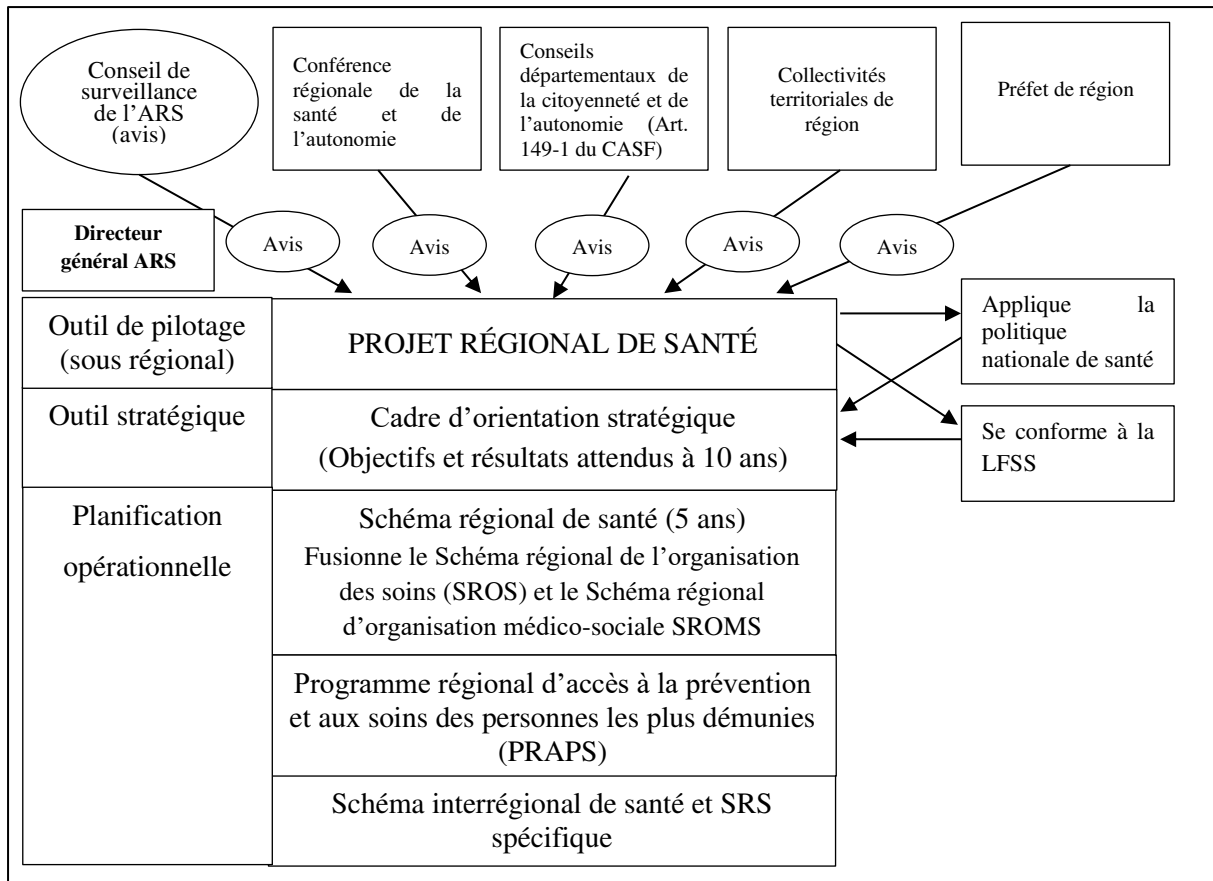 Conseil de
surveillance
de l'ARS
(avis)
Conférence
régionale de la
santé et de
l'autonomie
Conseils
départementaux de
la citoyenneté et de
l'autonomie (Art.
149-1 du CASF)
Collectivités
territoriales de
région
Préfet de région
Directeur
général ARS
Avis
Avis
Avis
Avis
Avis
Outil de pilotage
(sous régional)
PROJET RÉGIONAL DE SANTÉ
Applique la
politique
nationale de santé
Outil stratégique
Cadre d'orientation stratégique
(Objectifs et résultats attendus à 10 ans)
Se conforme à la
LFSS
Planification
opérationnelle
Schéma régional de santé (5 ans)
Fusionne le Schéma régional de l'organisation
des soins (SROS) et le Schéma régional
d'organisation médico-sociale SROMS
Programme régional d'accès à la prévention
et aux soins des personnes les plus démunies
(PRAPS)
Schéma interrégional de santé et SRS
spécifique